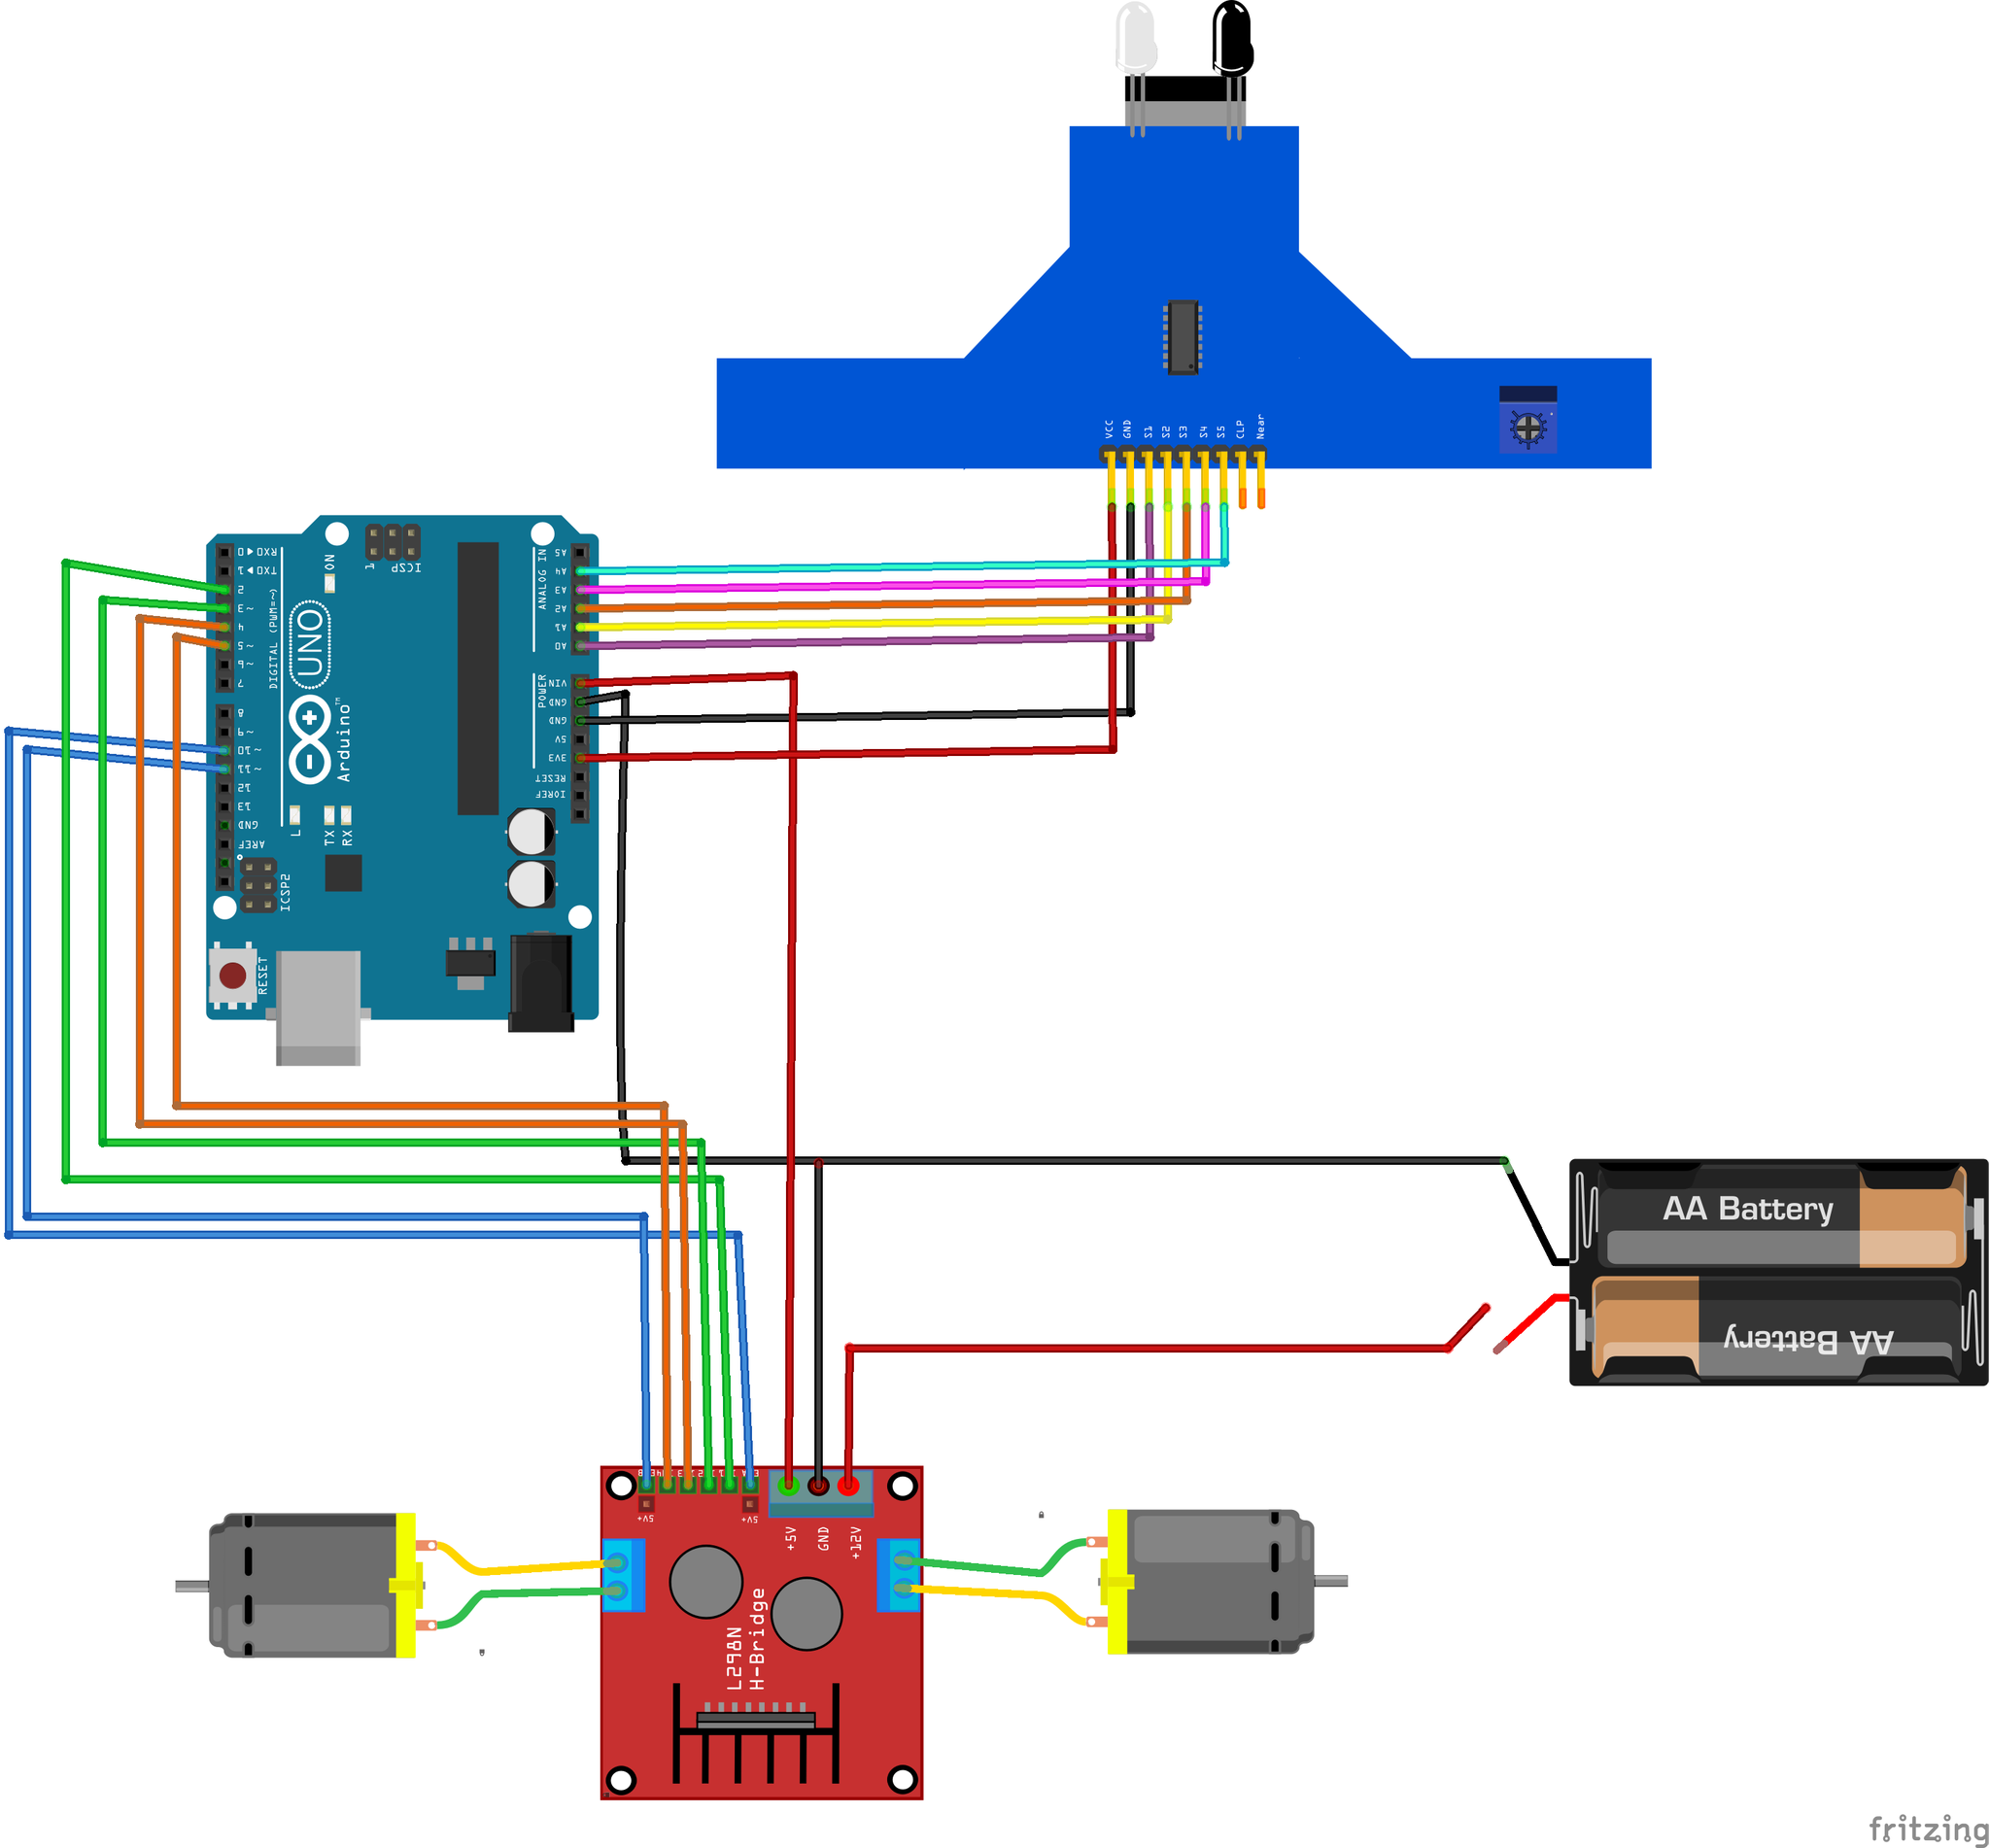 VCC
GND
S1
S2
S3
S4
S5
CLP
Near
RX0 ◀ 0
TX0 ▶ 1
2
~ 3
4
~ 5
~ 6
7
8
~ 9
~ 10
~ 11
12
13
GND
AREF
DIGITAL (PWM=~)
1
ICSP
ON
UNO
Arduino™
L
TX
RX
ICSP2
RESET
A5
A4
A3
A2
A1
A0
ANALOG IN
VIN
GND
GND
5V
3V3
RESET
IOREF
POWER
AA Battery
AA Battery
5V+
5V+
+5V
GND
+12V
L298N
H-Bridge
fritzing